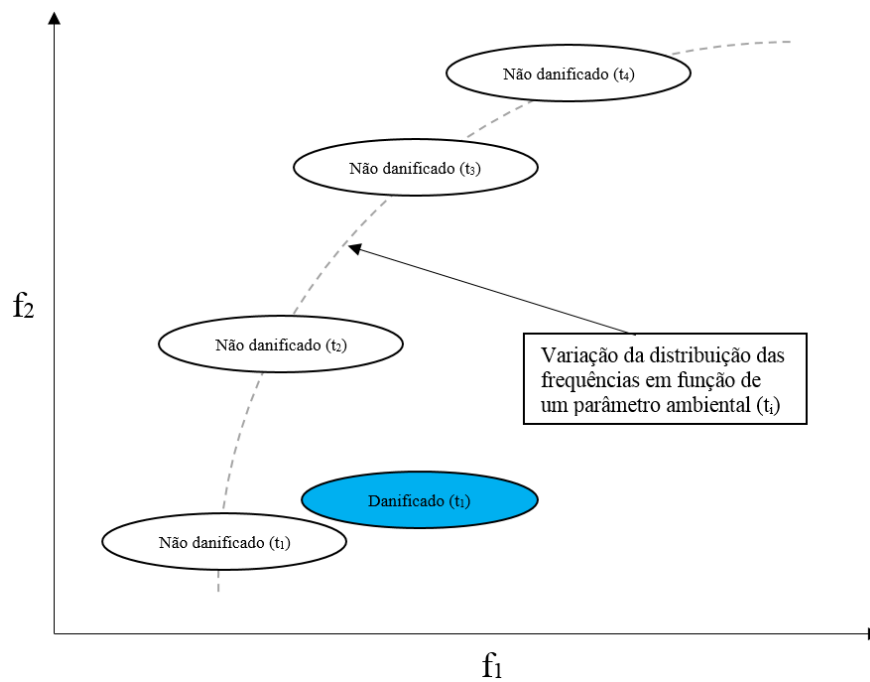 Não danificado (t₄)
Não danificado (t₃)
f₂
Não danificado (t₂)
Variação da distribuição das
frequências em função de
um parâmetro ambiental (tᵢ)
Danificado (t₁)
Não danificado (t₁)
f₁